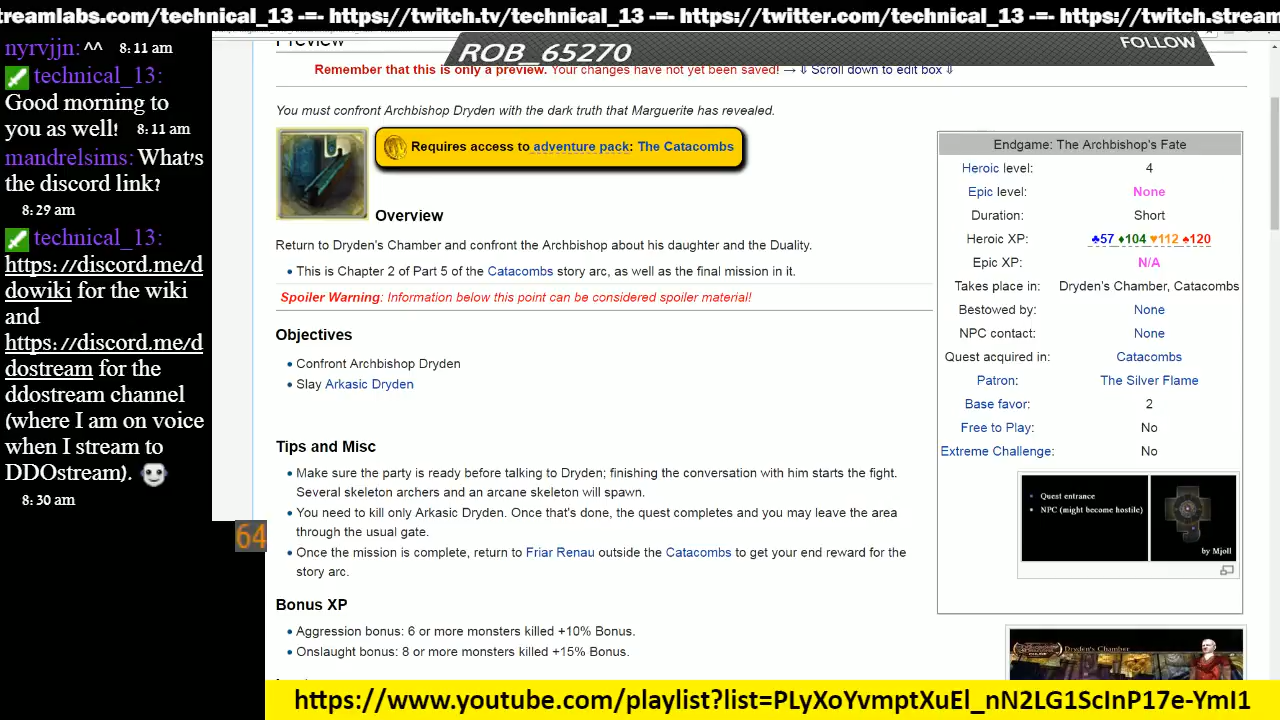 streamlabs.com/technical_13 -=- https://twitch.tv/technical_13 -=- https://twitter.com/technical_13 -=- https://twitch.stream
ROB_65270
FOLLOW
nyrvjjn: ^^ 8:11 am
technical_13:
Good morning to
you as well! 8:11 am
mandrelsims: What's
the discord link?
8:29 am
technical_13:
https://discord.me/d
dowiki for the wiki
and
https://discord.me/d
dostream for the
ddostream channel
(where I am on voice
when I stream to
DDOstream).
8:30 am
64
Preview
Remember that this is only a preview. Your changes have not yet been saved! → ⇩ Scroll down to edit box ⇩
You must confront Archbishop Dryden with the dark truth that Marguerite has revealed.
Requires access to adventure pack: The Catacombs
Overview
Return to Dryden's Chamber and confront the Archbishop about his daughter and the Duality.
• This is Chapter 2 of Part 5 of the Catacombs story arc, as well as the final mission in it.
Spoiler Warning: Information below this point can be considered spoiler material!
Objectives
• Confront Archbishop Dryden
• Slay Arkasic Dryden
Tips and Misc
• Make sure the party is ready before talking to Dryden; finishing the conversation with him starts the fight.
Several skeleton archers and an arcane skeleton will spawn.
• You need to kill only Arkasic Dryden. Once that's done, the quest completes and you may leave the area
through the usual gate.
• Once the mission is complete, return to Friar Renau outside the Catacombs to get your end reward for the
story arc.
Bonus XP
• Aggression bonus: 6 or more monsters killed +10% Bonus.
• Onslaught bonus: 8 or more monsters killed +15% Bonus.
Endgame: The Archbishop's Fate
Heroic level: 4
Epic level: None
Duration: Short
Heroic XP: ♣57 ♦104 ♥112 ♠120
Epic XP: N/A
Takes place in: Dryden's Chamber, Catacombs
Bestowed by: None
NPC contact: None
Quest acquired in: Catacombs
Patron: The Silver Flame
Base favor: 2
Free to Play: No
Extreme Challenge: No
• Quest entrance
• NPC (might become hostile)
by Mjoll
Dryden's Chamber
https://www.youtube.com/playlist?list=PLyXoYvmptXuEl_nN2LG1ScInP17e-YmI1